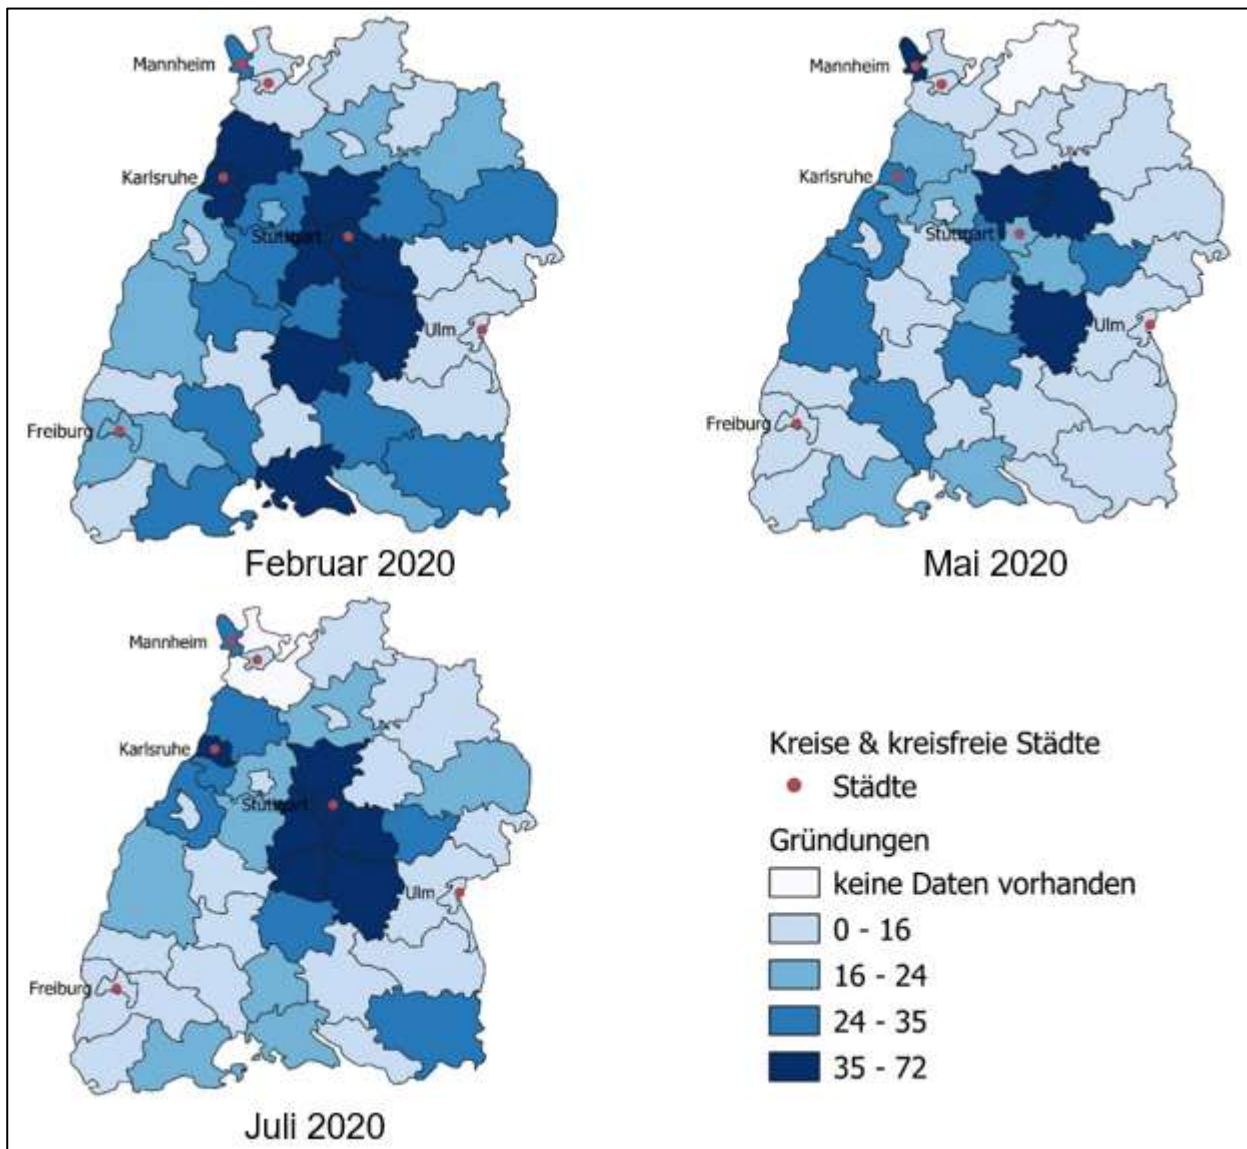 Mannheim
Karlsruhe
Stuttgart
Ulm
Freiburg
Februar 2020
Mannheim
Karlsruhe
Stuttgart
Ulm
Freiburg
Mai 2020
Mannheim
Karlsruhe
Stuttgart
Ulm
Freiburg
Juli 2020
Kreise & kreisfreie Städte
Städte
Gründungen
keine Daten vorhanden
0 - 16
16 - 24
24 - 35
35 - 72